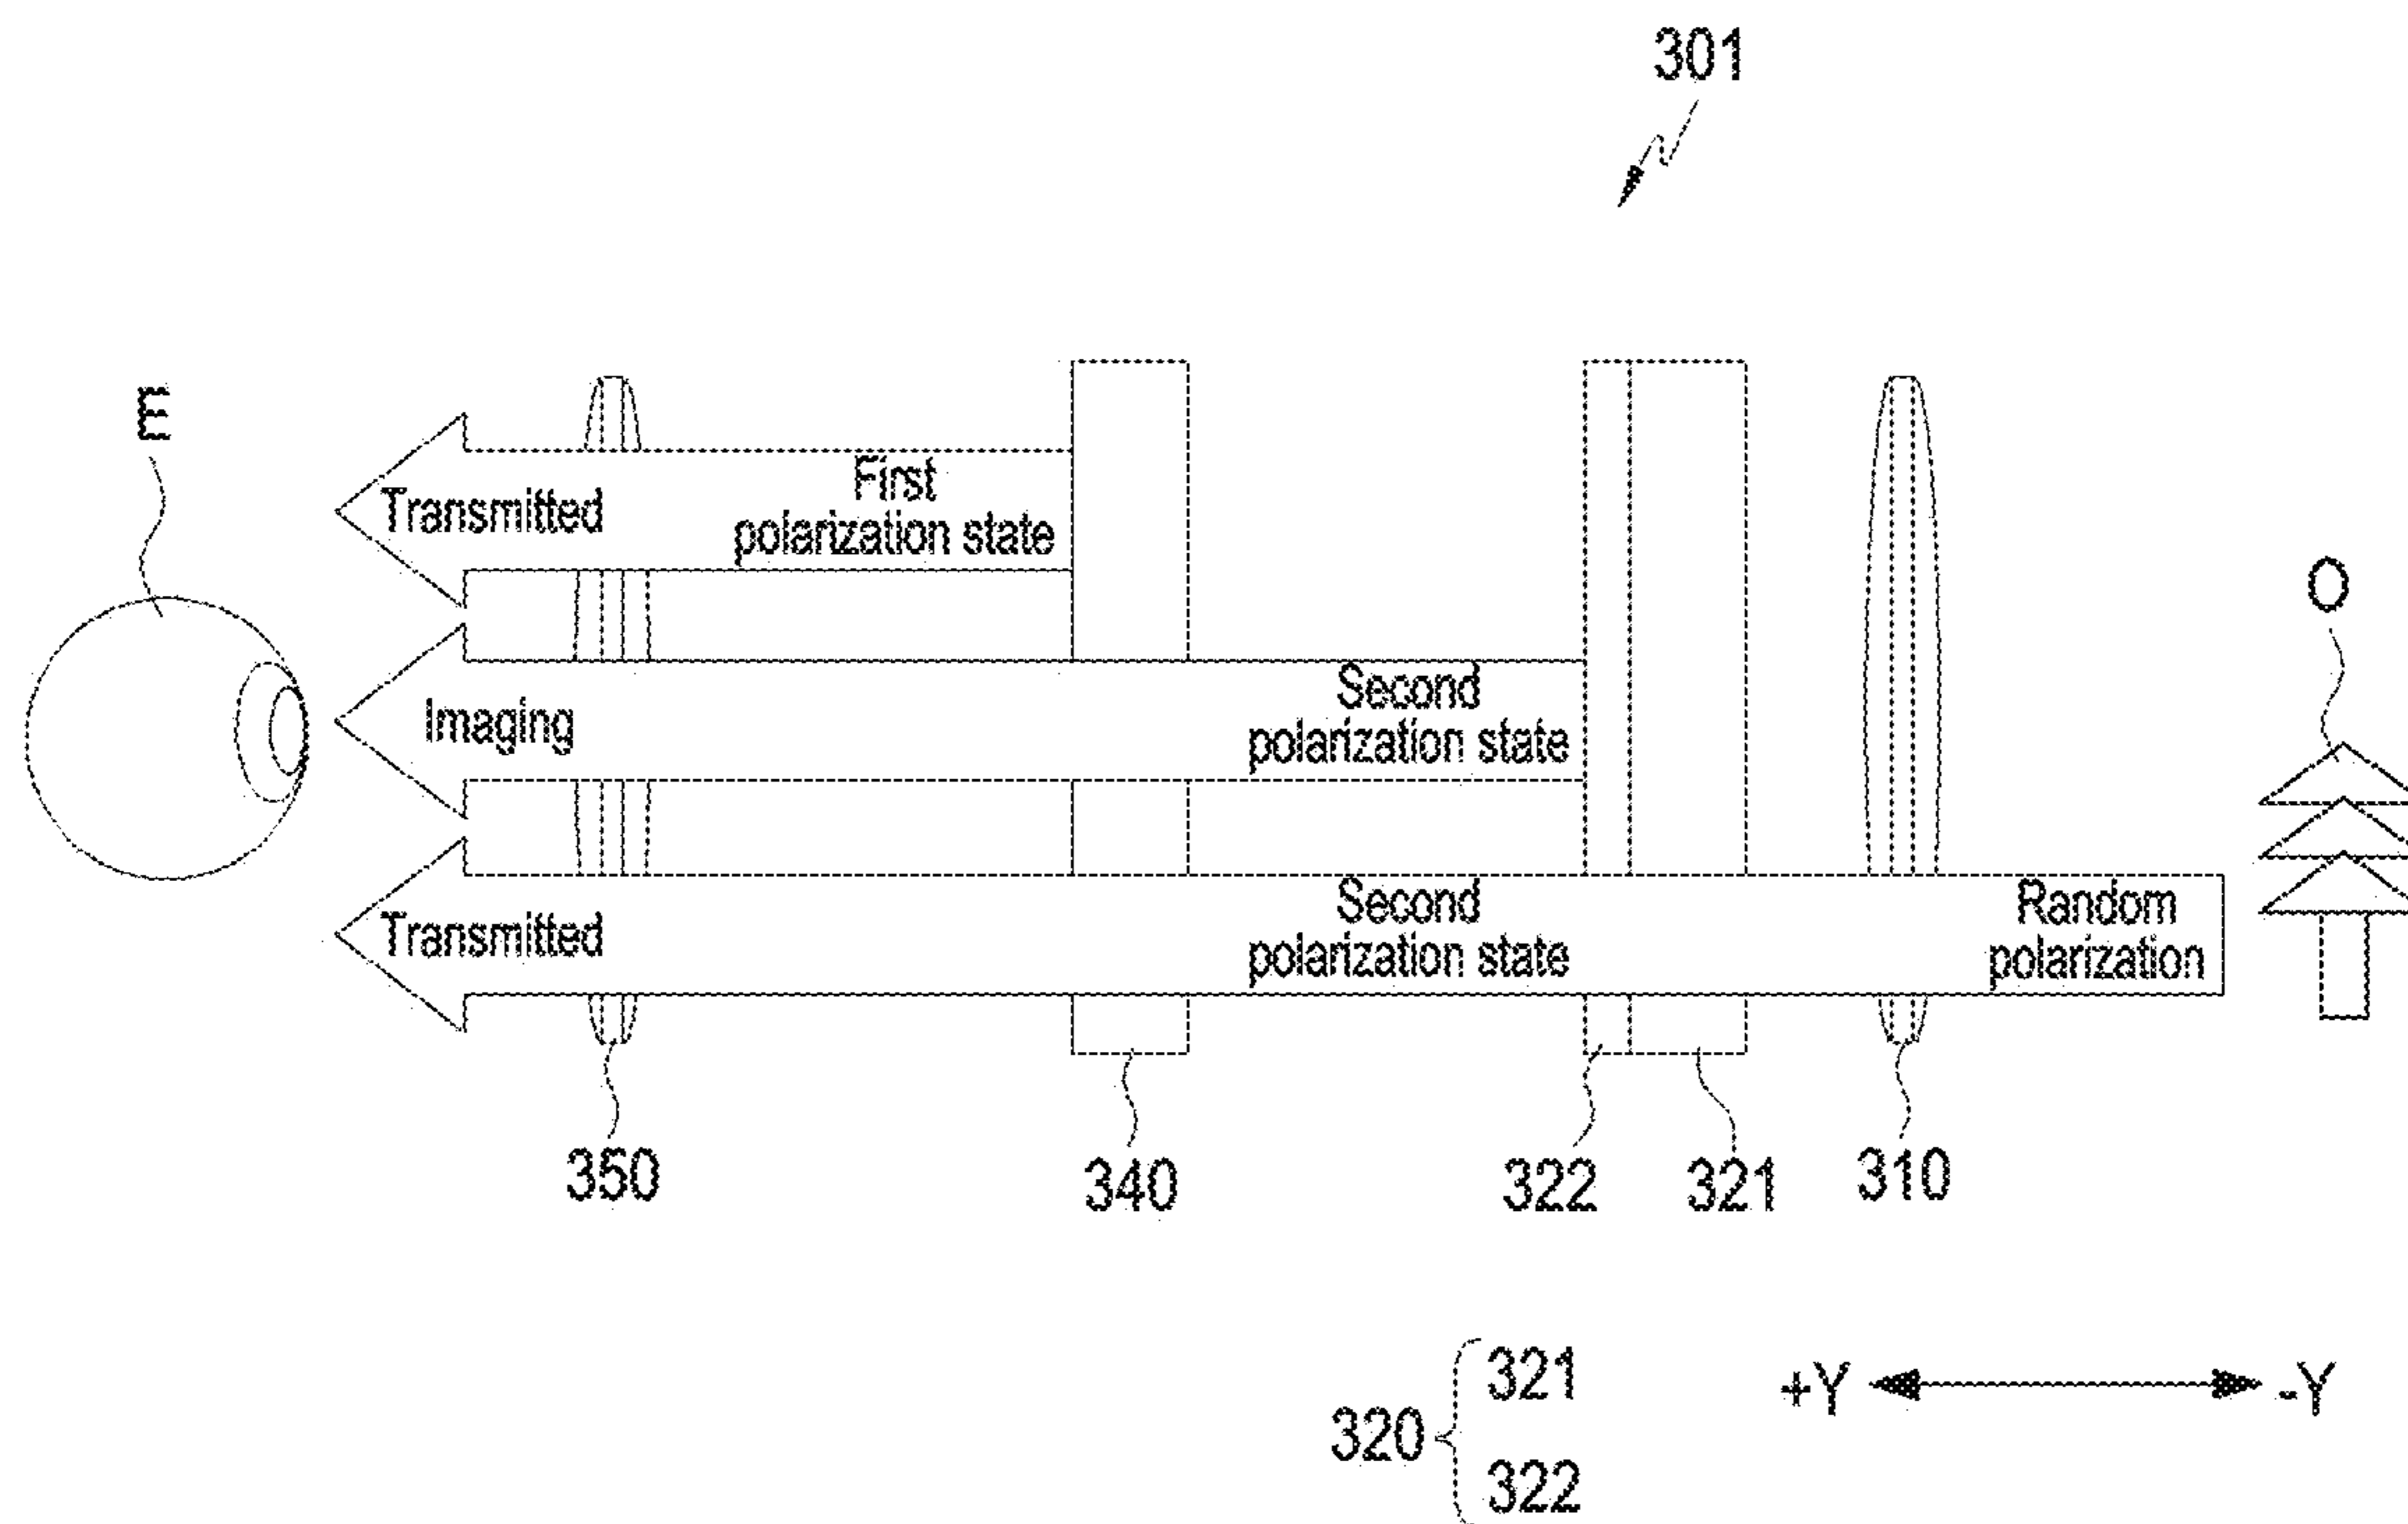 301
E
First
Transmitted
polarization state
O
Second
Imaging
polarization state
Second
Random
Transmitted
polarization state
polarization
350
340
322
321
310
321
320
322
+Y
-Y